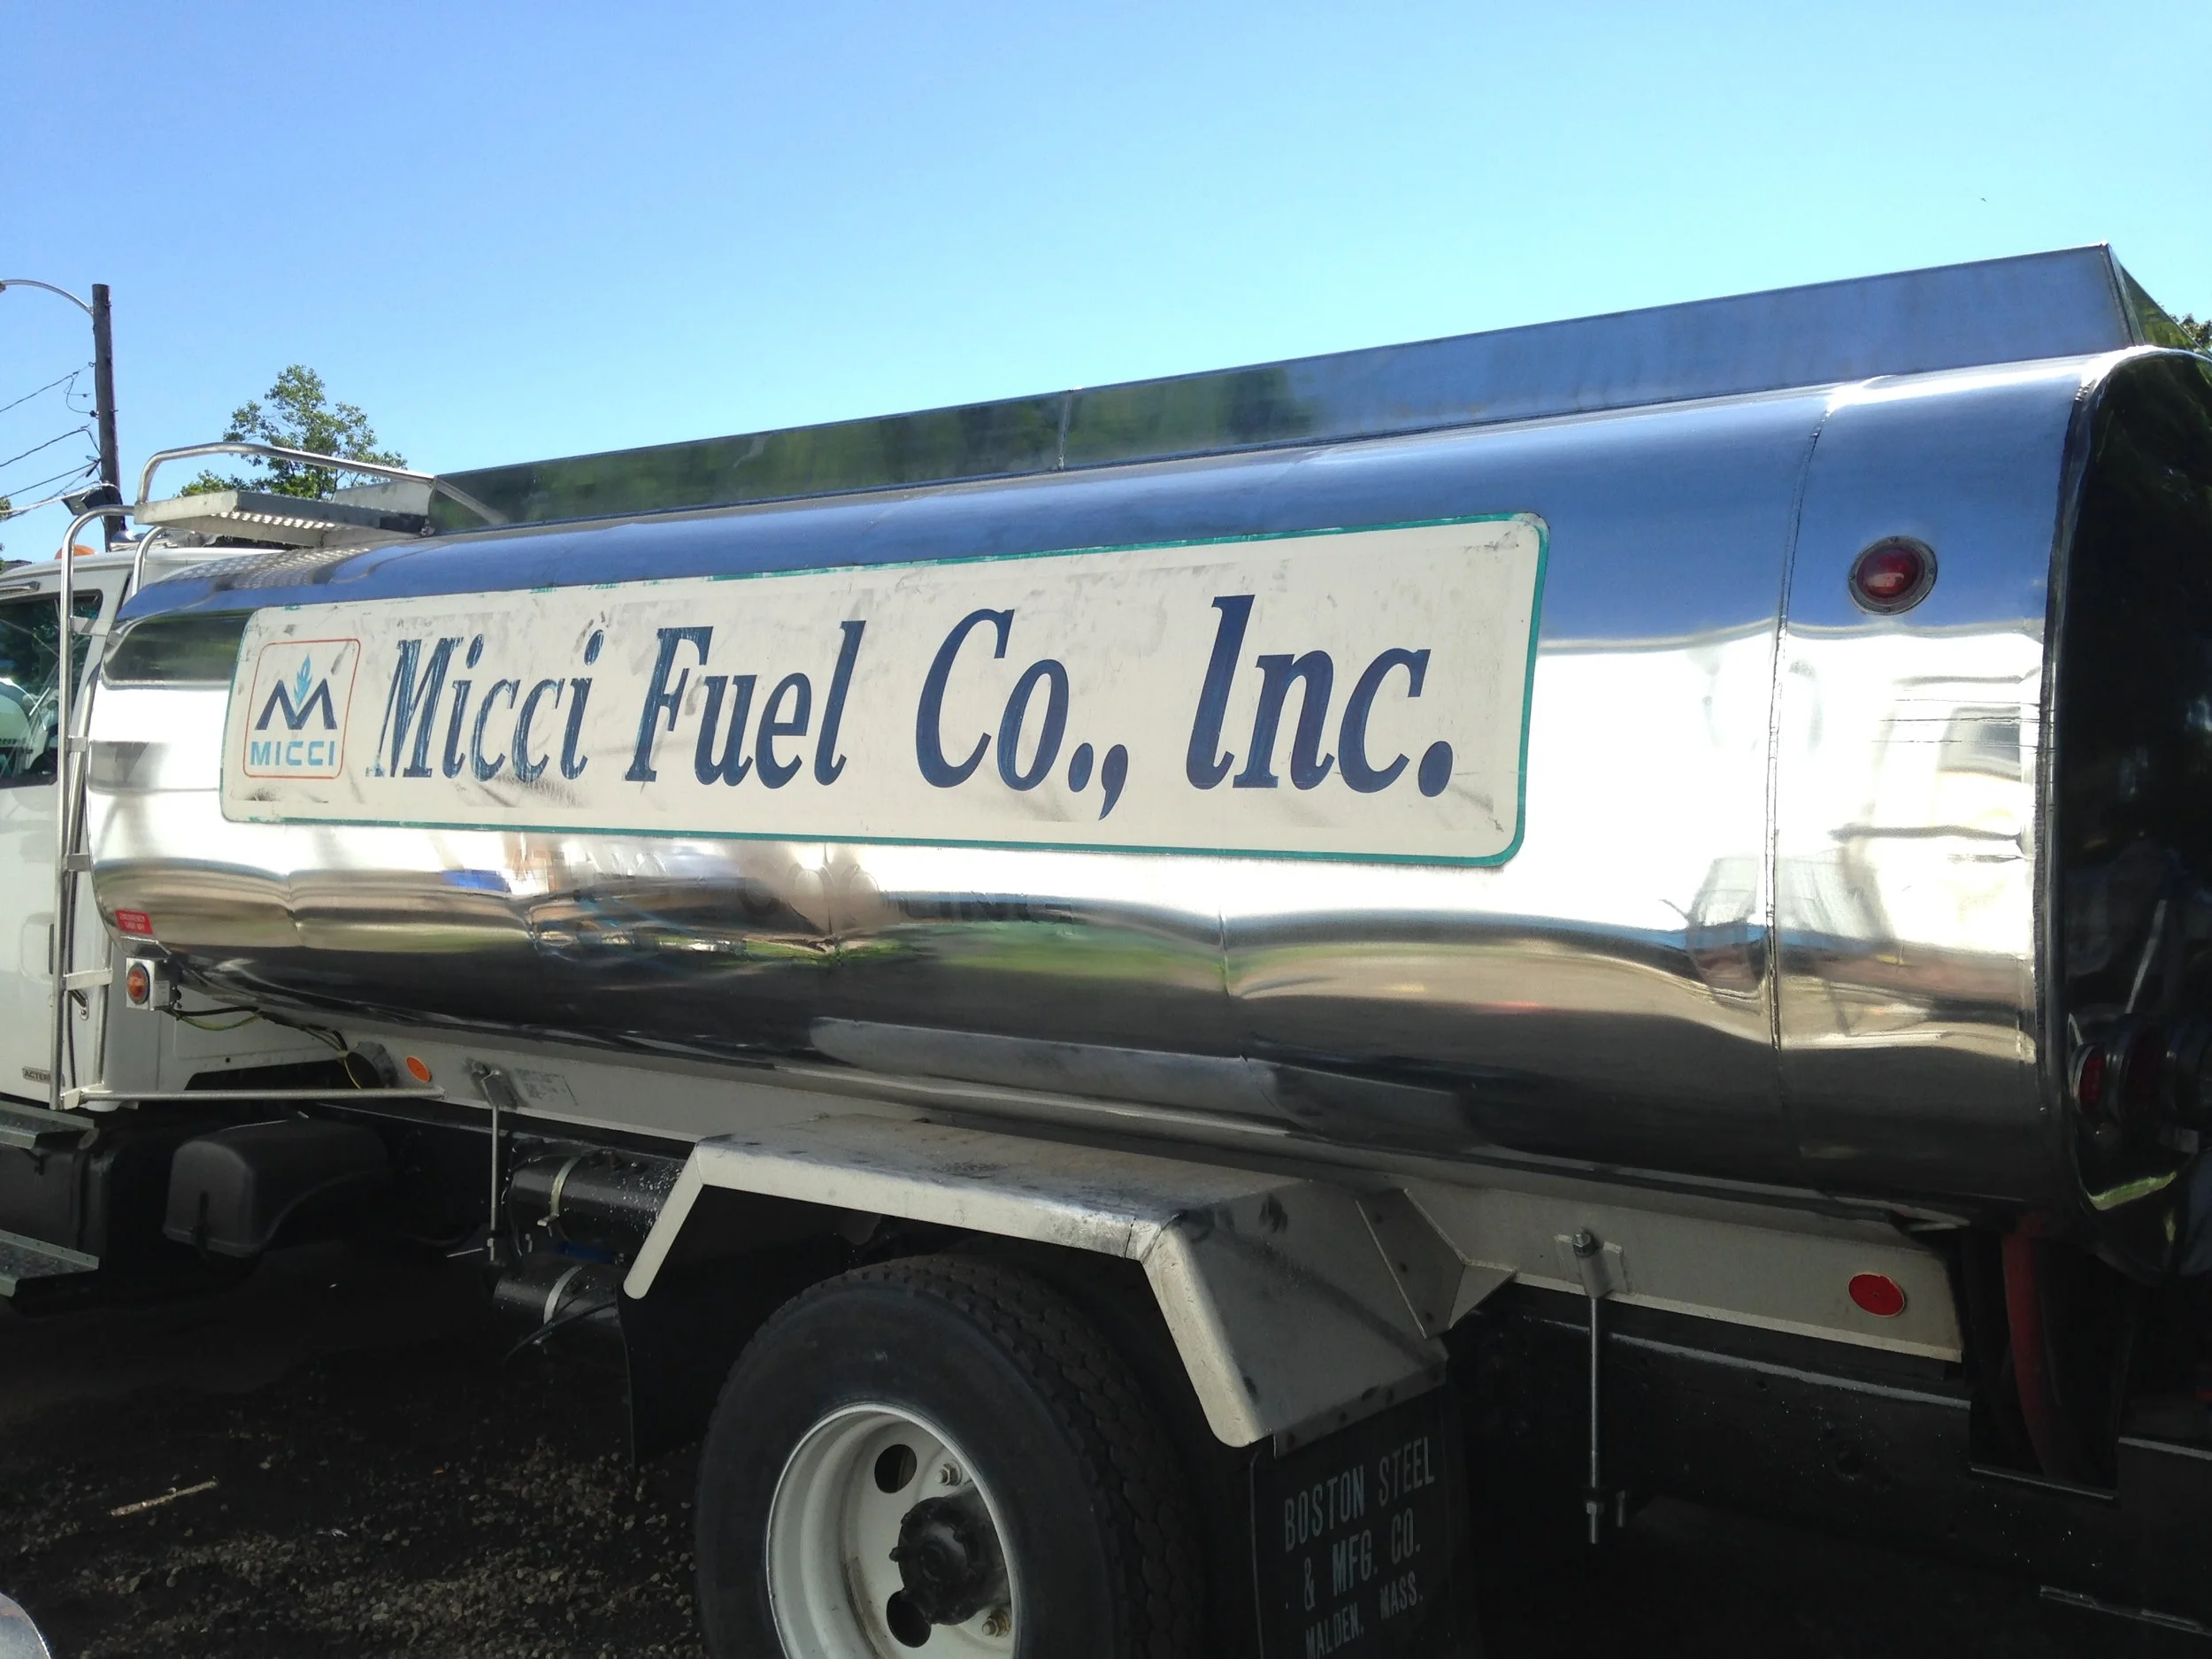 MICCI
Micci Fuel Co., Inc.
BOSTON STEEL
& MFG. CO.
MALDEN, MASS.